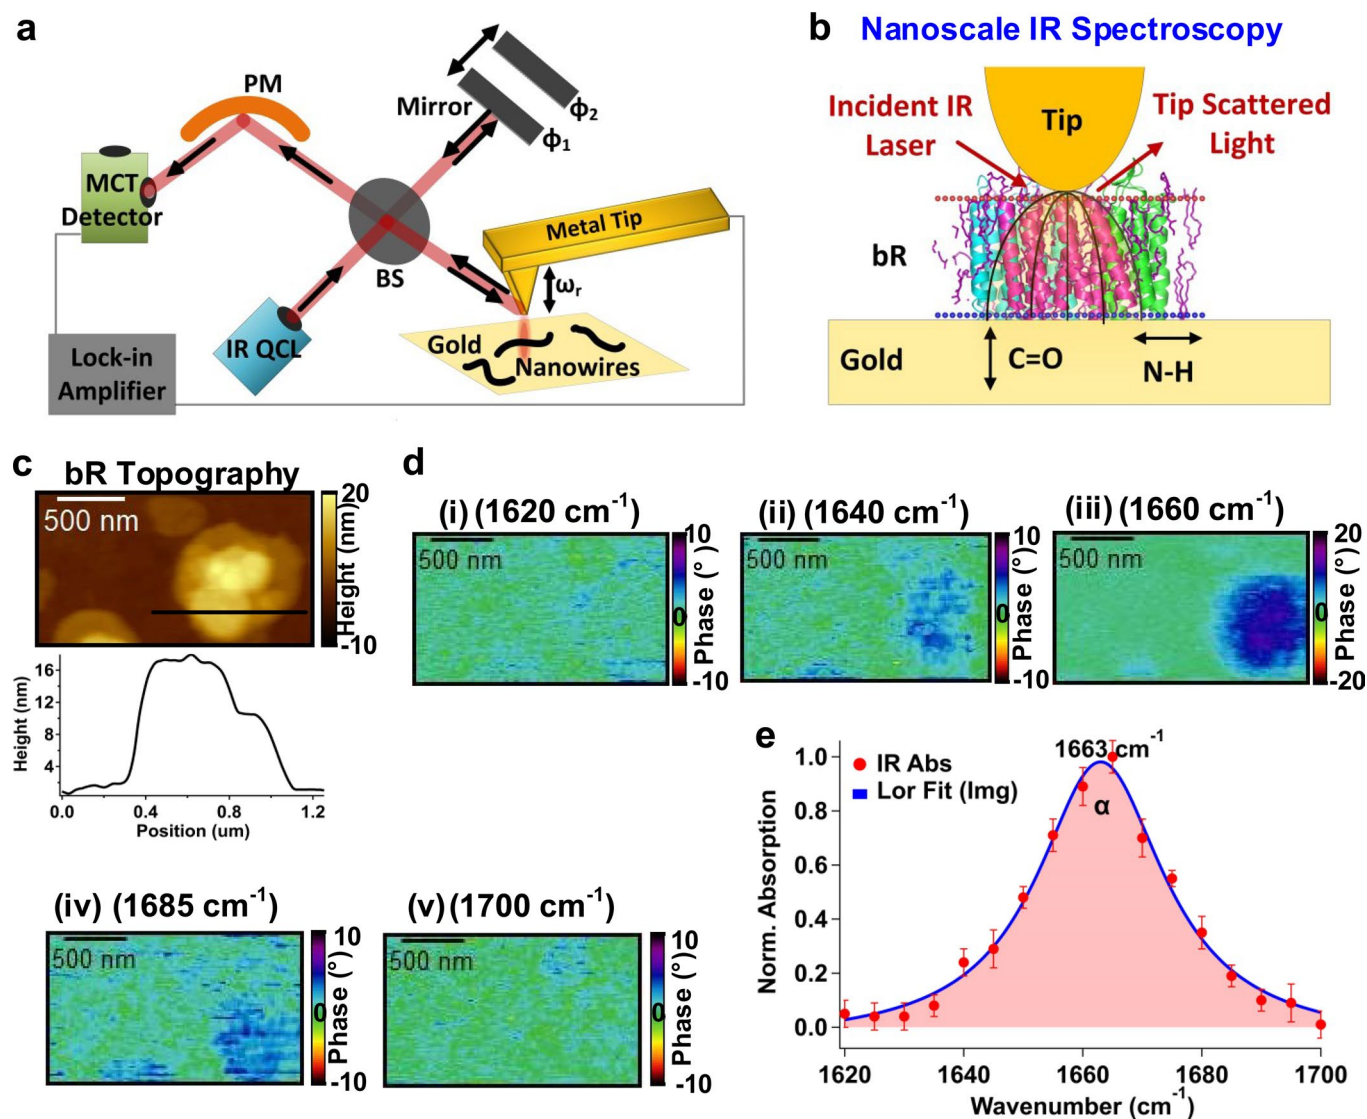 a
PM
Mirror
ϕ₂
ϕ₁
MCT
Detector
BS
Metal Tip
ωᵣ
IR QCL
Gold
Nanowires
Lock-in
Amplifier
b
Nanoscale IR Spectroscopy
Incident IR
Laser
Tip
Tip Scattered
Light
bR
Gold
C=O
N-H
c
bR Topography
500 nm
20
Height (nm)
-10
16
12
8
4
Height (nm)
0.0
0.4
0.8
1.2
Position (um)
d
(i) (1620 cm⁻¹)
500 nm
10
0
-10
Phase (°)
(ii) (1640 cm⁻¹)
500 nm
10
0
-10
Phase (°)
(iii) (1660 cm⁻¹)
500 nm
20
0
-20
Phase (°)
(iv) (1685 cm⁻¹)
500 nm
10
0
-10
Phase (°)
(v) (1700 cm⁻¹)
500 nm
10
0
-10
Phase (°)
e
1663 cm⁻¹
IR Abs
Lor Fit (Img)
α
1.0
0.8
0.6
0.4
0.2
0.0
Norm. Absorption
1620
1640
1660
1680
1700
Wavenumber (cm⁻¹)